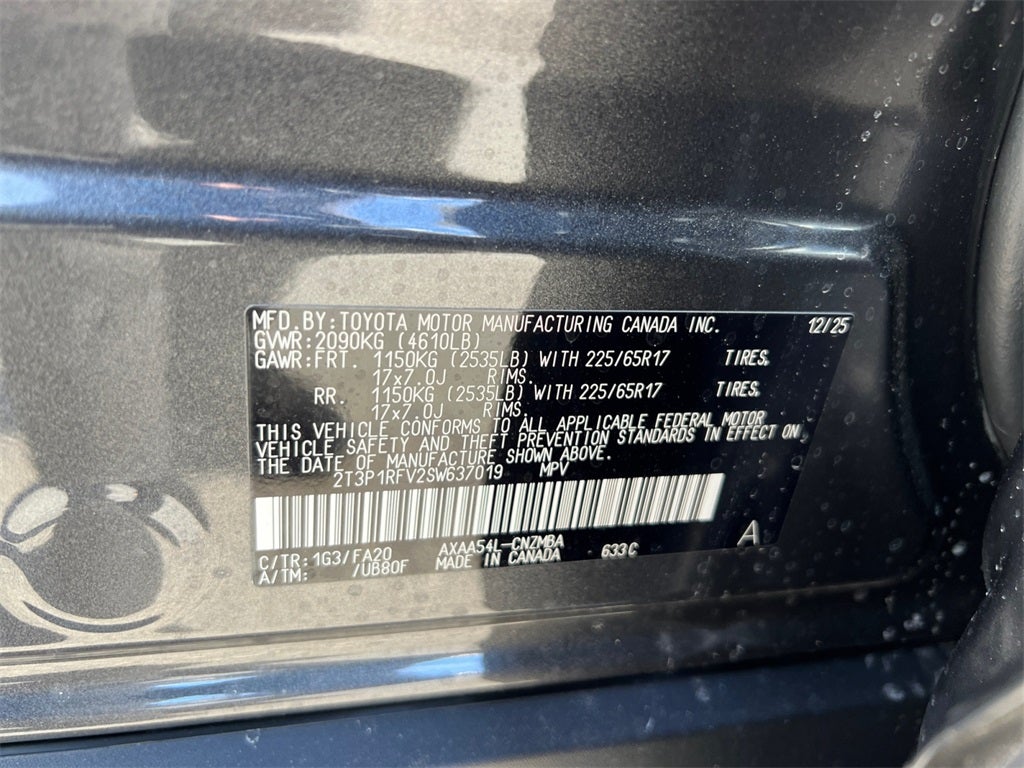 MFD.BY:TOYOTA MOTOR MANUFACTURING CANADA INC. 12/25
GVWR:2090KG (4610LB)
GAWR:FRT. 1150KG (2535LB) WITH 225/65R17 TIRES,
17x7.0J RIMS.
RR. 1150KG (2535LB) WITH 225/65R17 TIRES,
17x7.0J RIMS.
THIS VEHICLE CONFORMS TO ALL APPLICABLE FEDERAL MOTOR
VEHICLE SAFETY AND THEFT PREVENTION STANDARDS IN EFFECT ON
THE DATE OF MANUFACTURE SHOWN ABOVE.
2T3P1RFV2SW637019 MPV
C/TR:1G3/FA20 AXAA54L-CNZMBA 633C A
A/TM: /UB80F MADE IN CANADA